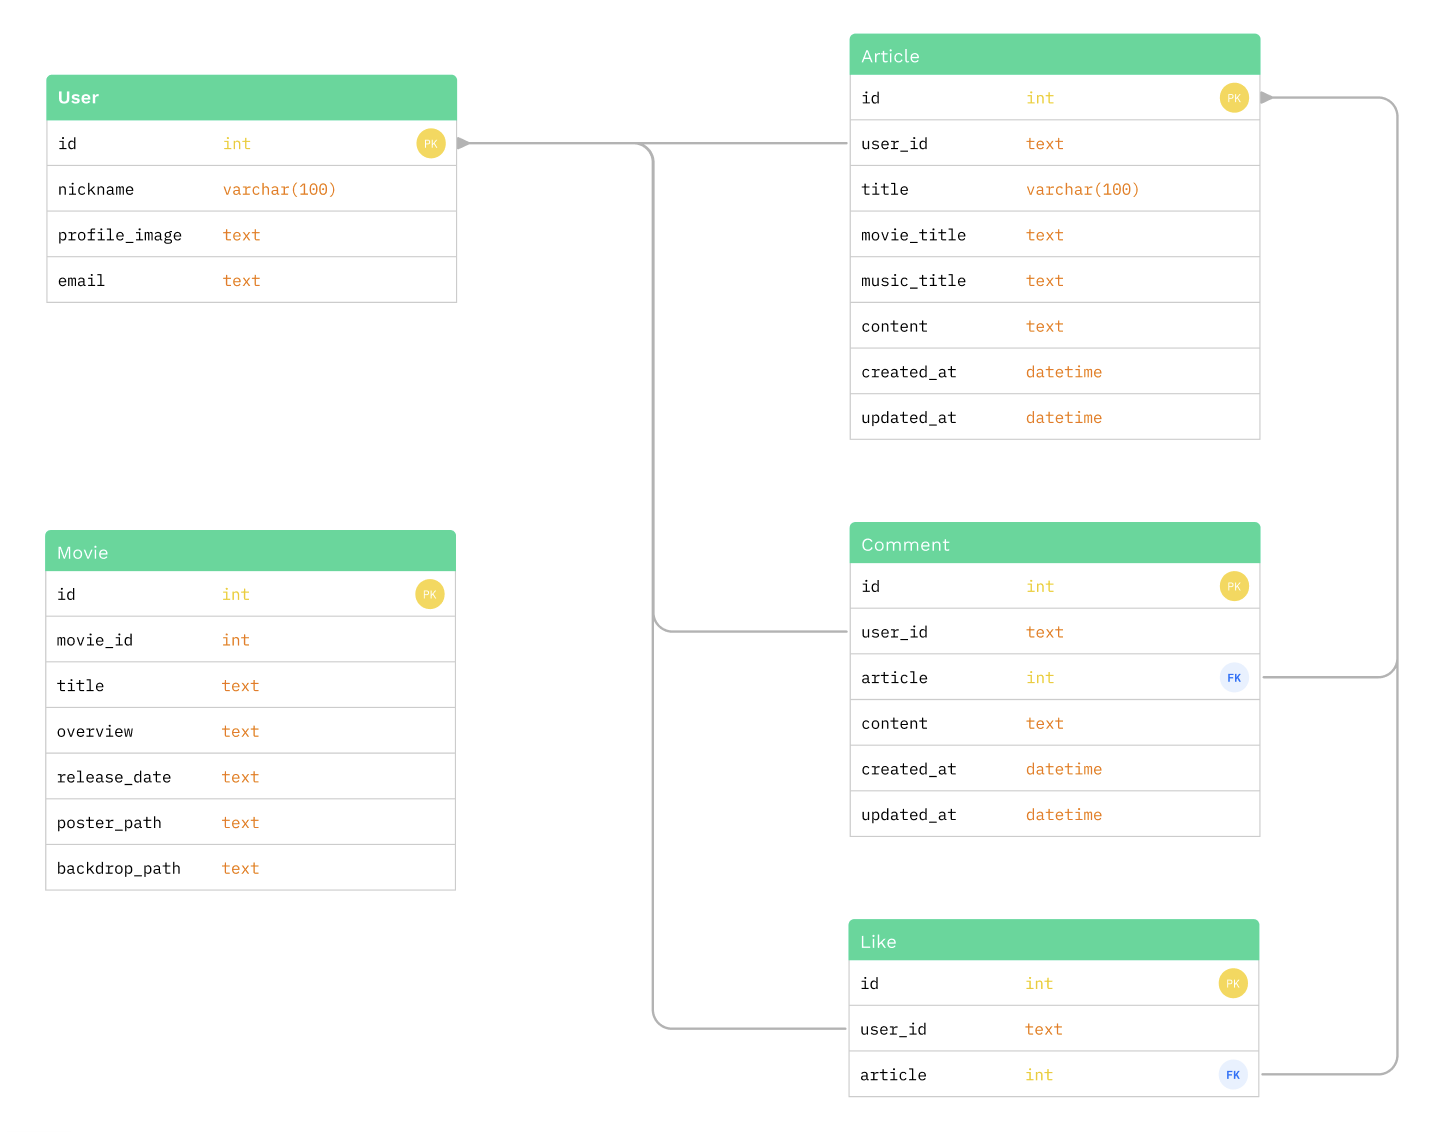 User
id int PK
nickname varchar(100)
profile_image text
email text
Movie
id int PK
movie_id int
title text
overview text
release_date text
poster_path text
backdrop_path text
Article
id int PK
user_id text
title varchar(100)
movie_title text
music_title text
content text
created_at datetime
updated_at datetime
Comment
id int PK
user_id text
article int FK
content text
created_at datetime
updated_at datetime
Like
id int PK
user_id text
article int FK